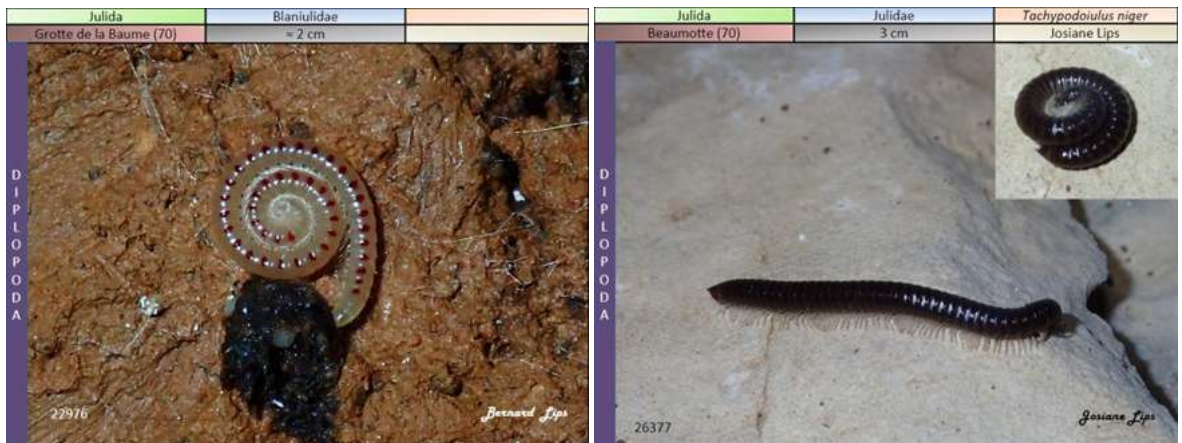 Julida Blaniulidae
Grotte de la Baume (70) ≈ 2 cm
DIPLOPODA
22976
Bernard Lips
Julida Julidae Tachypodoiulus niger
Beaumotte (70) 3 cm Josiane Lips
DIPLOPODA
26377
Josiane Lips